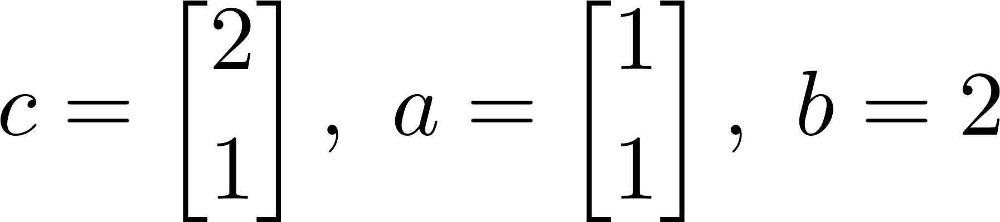 c = [2 1], a = [1 1], b = 2